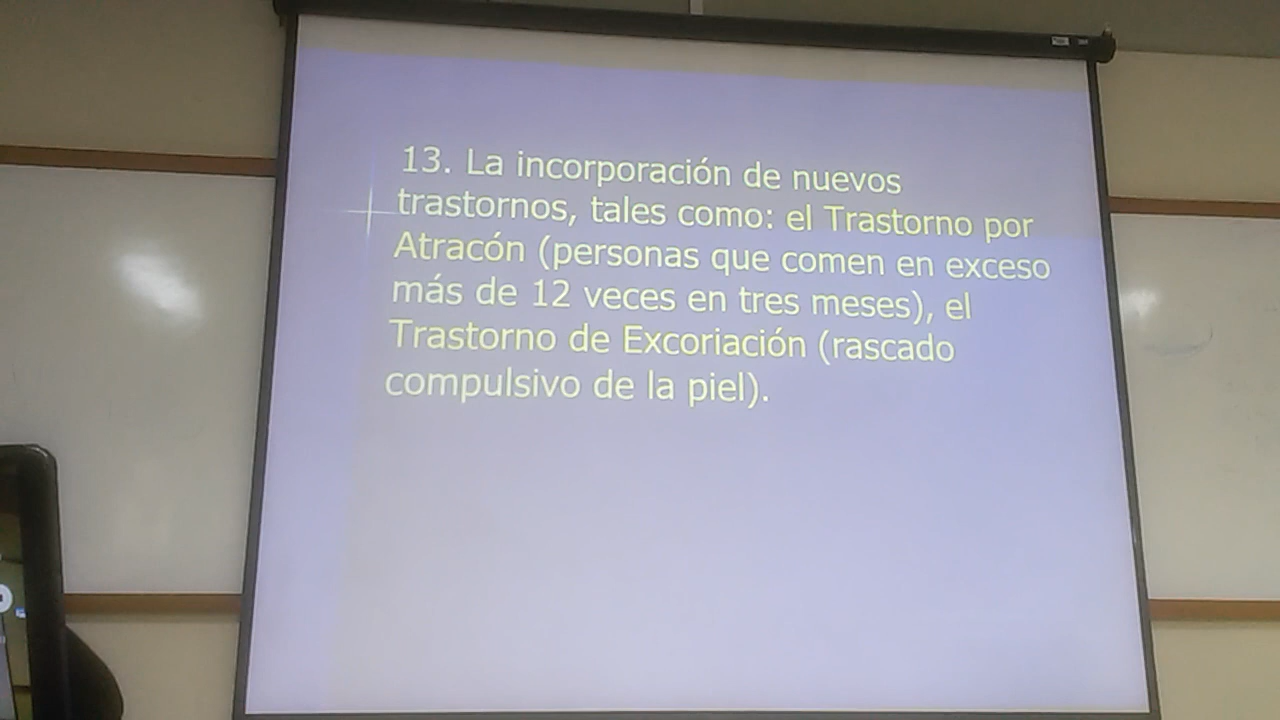 13. La incorporación de nuevos
trastornos, tales como: el Trastorno por
Atracón (personas que comen en exceso
más de 12 veces en tres meses), el
Trastorno de Excoriación (rascado
compulsivo de la piel).